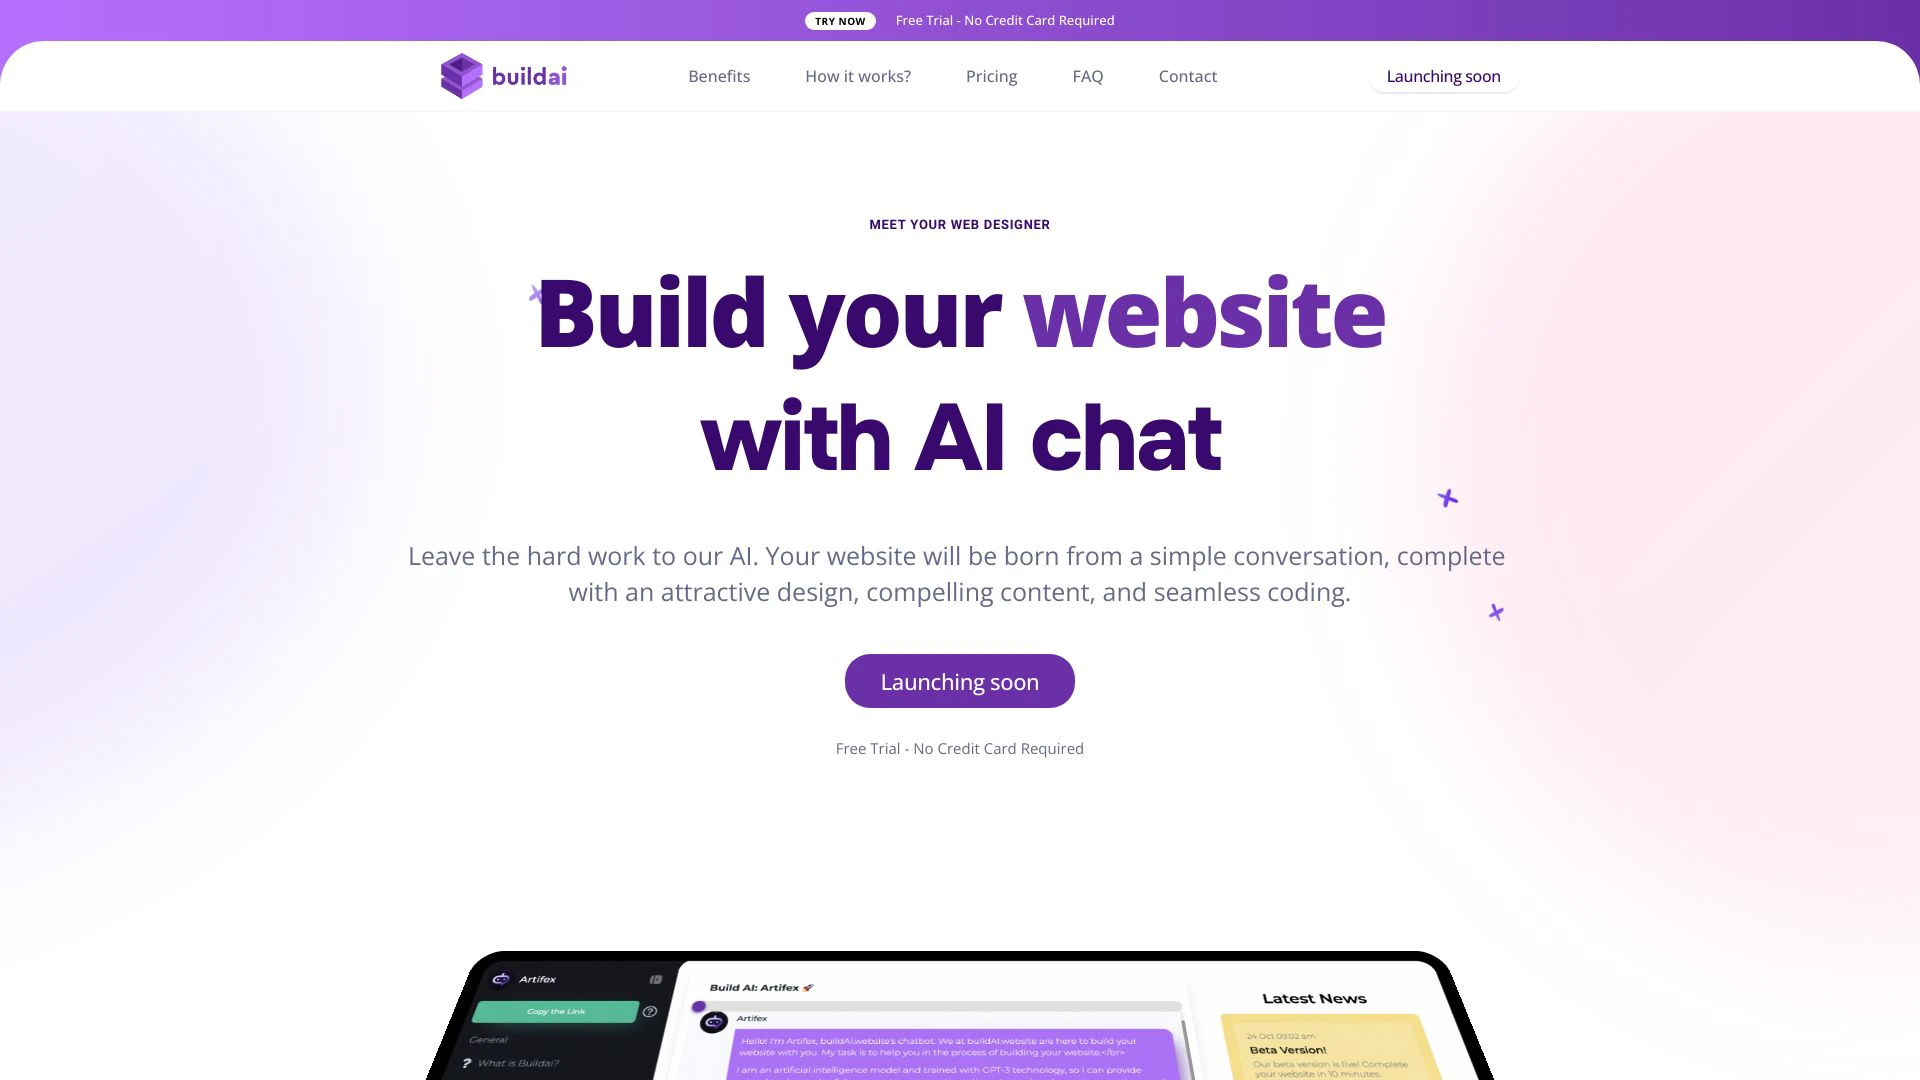 TRY NOW Free Trial - No Credit Card Required
buildai Benefits How it works? Pricing FAQ Contact Launching soon
MEET YOUR WEB DESIGNER
Build your website
with AI chat
Leave the hard work to our AI. Your website will be born from a simple conversation, complete
with an attractive design, compelling content, and seamless coding.
Launching soon
Free Trial - No Credit Card Required
Artifex
Copy the Link
?
General
? What is Buildai?
Build AI: Artifex 🚀
Artifex
Hello! I'm Artifex, buildAI.website's chatbot. We at buildAI.website are here to build your
website with you. My task is to help you in the process of building your website.</br>
I am an artificial intelligence model and trained with GPT-3 technology, so I can provide
Latest News
24 Oct 09:02 am
Beta Version!
Our beta version is live! Complete
your website in 10 minutes.